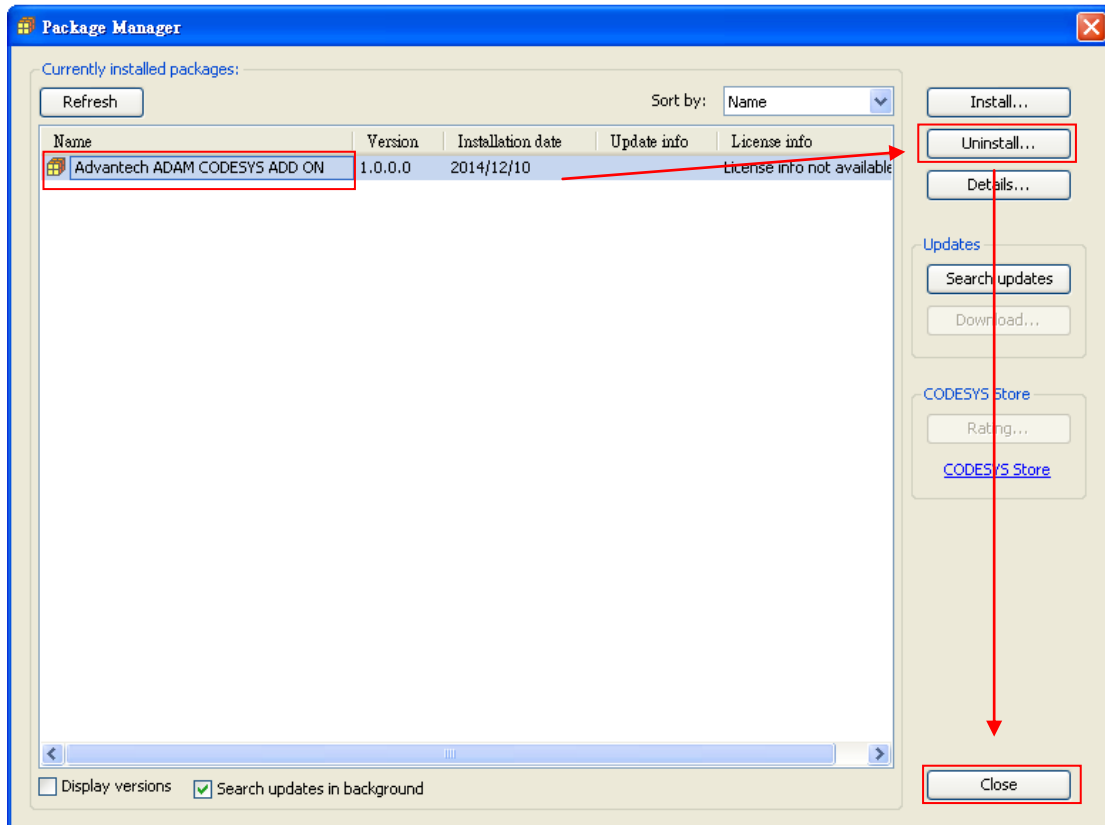 Package Manager
Currently installed packages:
Refresh
Sort by:
Name
Install...
Name Version Installation date Update info License info
Uninstall...
Advantech ADAM CODESYS ADD ON 1.0.0.0 2014/12/10 License info not available
Details...
Updates
Search updates
Download...
CODESYS Store
Rating...
CODESYS Store
Display versions
Search updates in background
Close